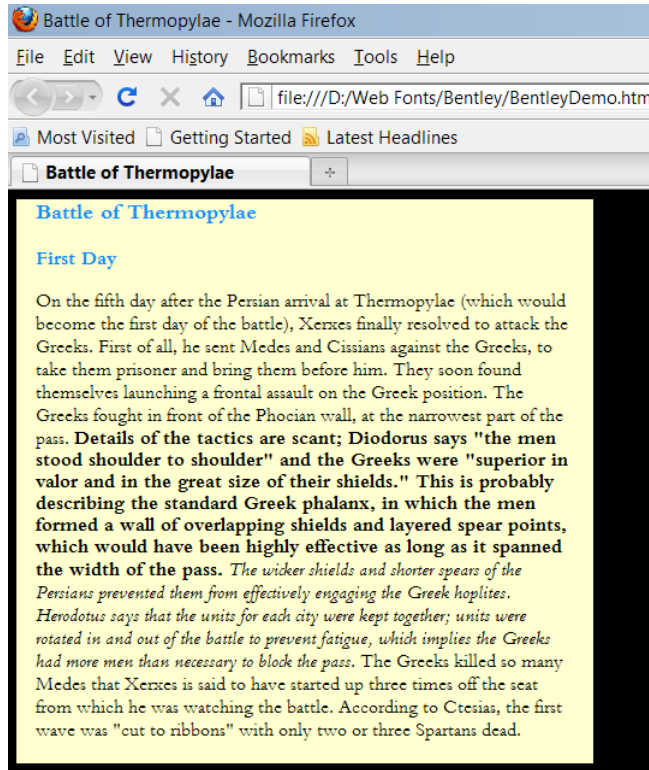 Battle of Thermopylae - Mozilla Firefox
File Edit View History Bookmarks Tools Help
file:///D:/Web Fonts/Bentley/BentleyDemo.htm
Most Visited Getting Started Latest Headlines
Battle of Thermopylae
Battle of Thermopylae
First Day
On the fifth day after the Persian arrival at Thermopylae (which would
become the first day of the battle), Xerxes finally resolved to attack the
Greeks. First of all, he sent Medes and Cissians against the Greeks, to
take them prisoner and bring them before him. They soon found
themselves launching a frontal assault on the Greek position. The
Greeks fought in front of the Phocian wall, at the narrowest part of the
pass. Details of the tactics are scant; Diodorus says "the men
stood shoulder to shoulder" and the Greeks were "superior in
valor and in the great size of their shields." This is probably
describing the standard Greek phalanx, in which the men
formed a wall of overlapping shields and layered spear points,
which would have been highly effective as long as it spanned
the width of the pass. The wicker shields and shorter spears of the
Persians prevented them from effectively engaging the Greek hoplites.
Herodotus says that the units for each city were kept together; units were
rotated in and out of the battle to prevent fatigue, which implies the Greeks
had more men than necessary to block the pass. The Greeks killed so many
Medes that Xerxes is said to have started up three times off the seat
from which he was watching the battle. According to Ctesias, the first
wave was "cut to ribbons" with only two or three Spartans dead.